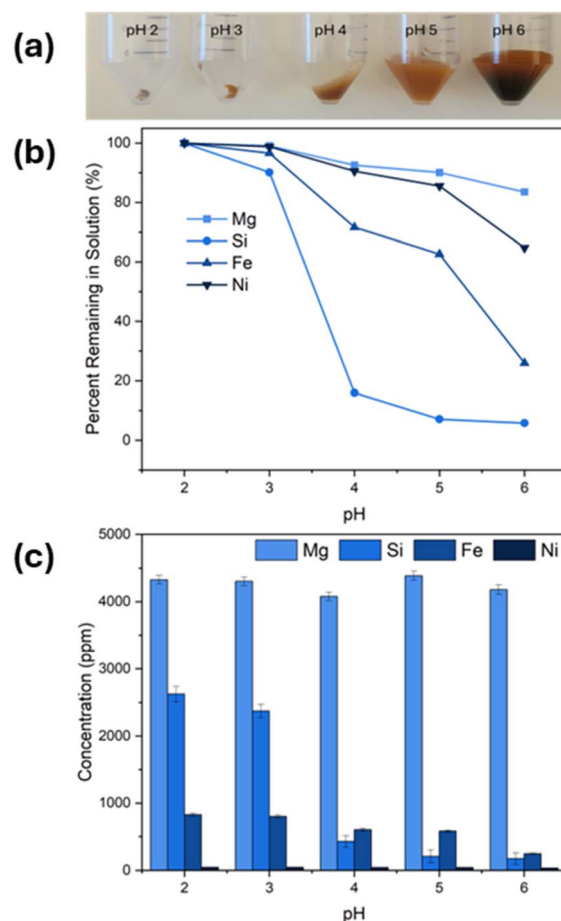 (a)
pH 2 pH 3 pH 4 pH 5 pH 6
(b)
Percent Remaining in Solution (%)
100
80
60
40
20
0
Mg
Si
Fe
Ni
2 3 4 5 6
pH
(c)
Concentration (ppm)
5000
4000
3000
2000
1000
0
Mg Si Fe Ni
2 3 4 5 6
pH